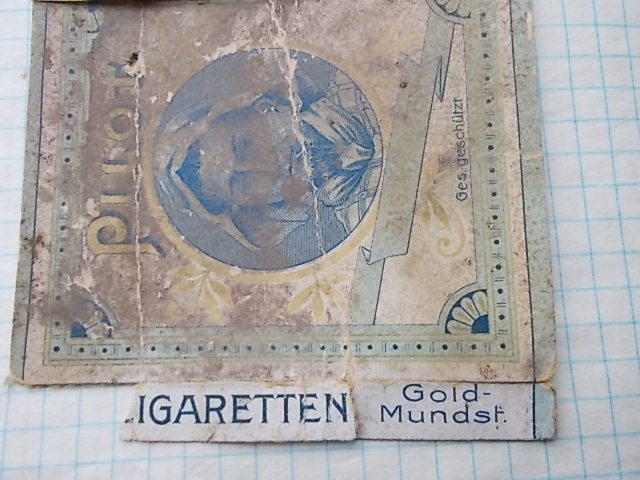 Ges. geschützt
IGARETTEN
Gold-
Mundst.